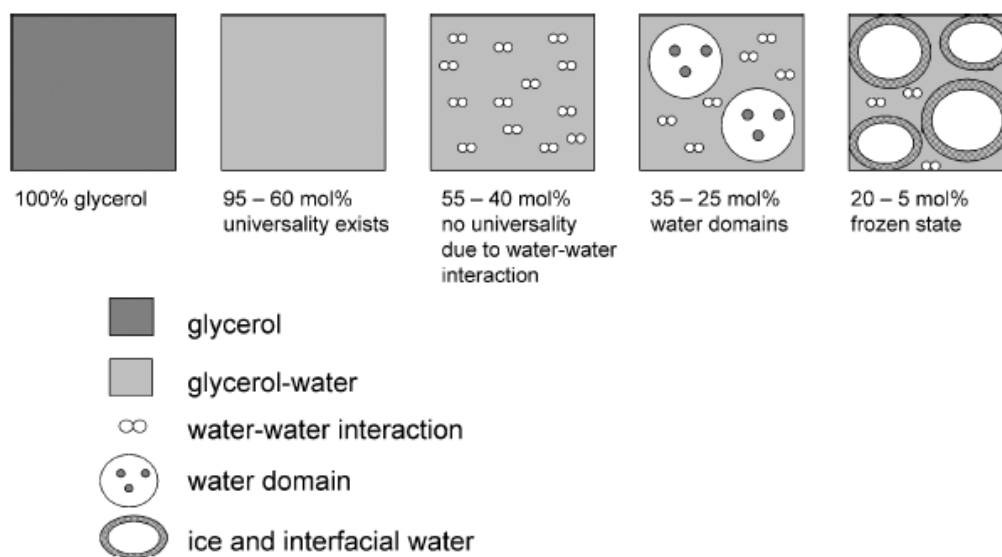 100% glycerol
95 – 60 mol%
universality exists
55 – 40 mol%
no universality
due to water-water
interaction
35 – 25 mol%
water domains
20 – 5 mol%
frozen state
glycerol
glycerol-water
water-water interaction
water domain
ice and interfacial water